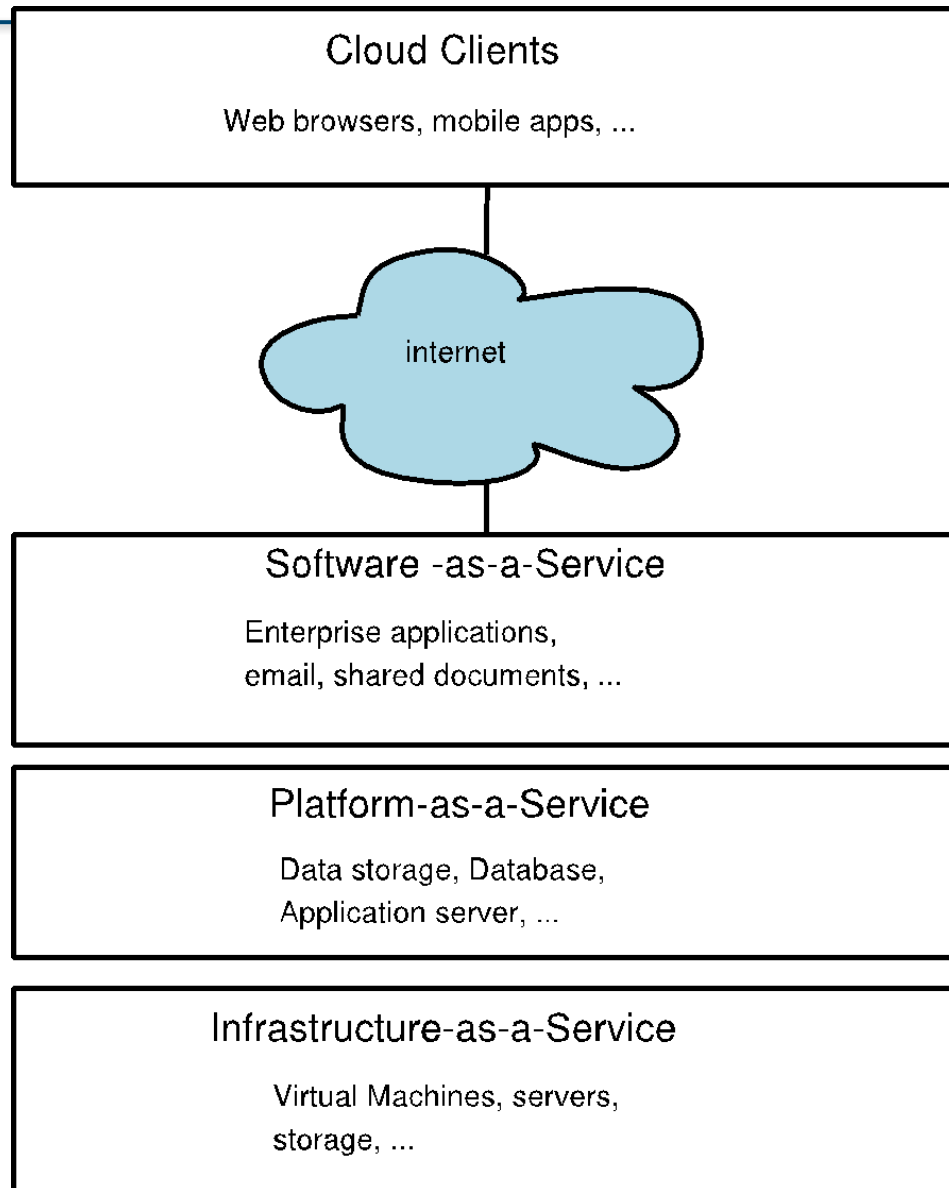 Cloud Clients
Web browsers, mobile apps, ...
internet
Software -as-a-Service
Enterprise applications,
email, shared documents, ...
Platform-as-a-Service
Data storage, Database,
Application server, ...
Infrastructure-as-a-Service
Virtual Machines, servers,
storage, ...